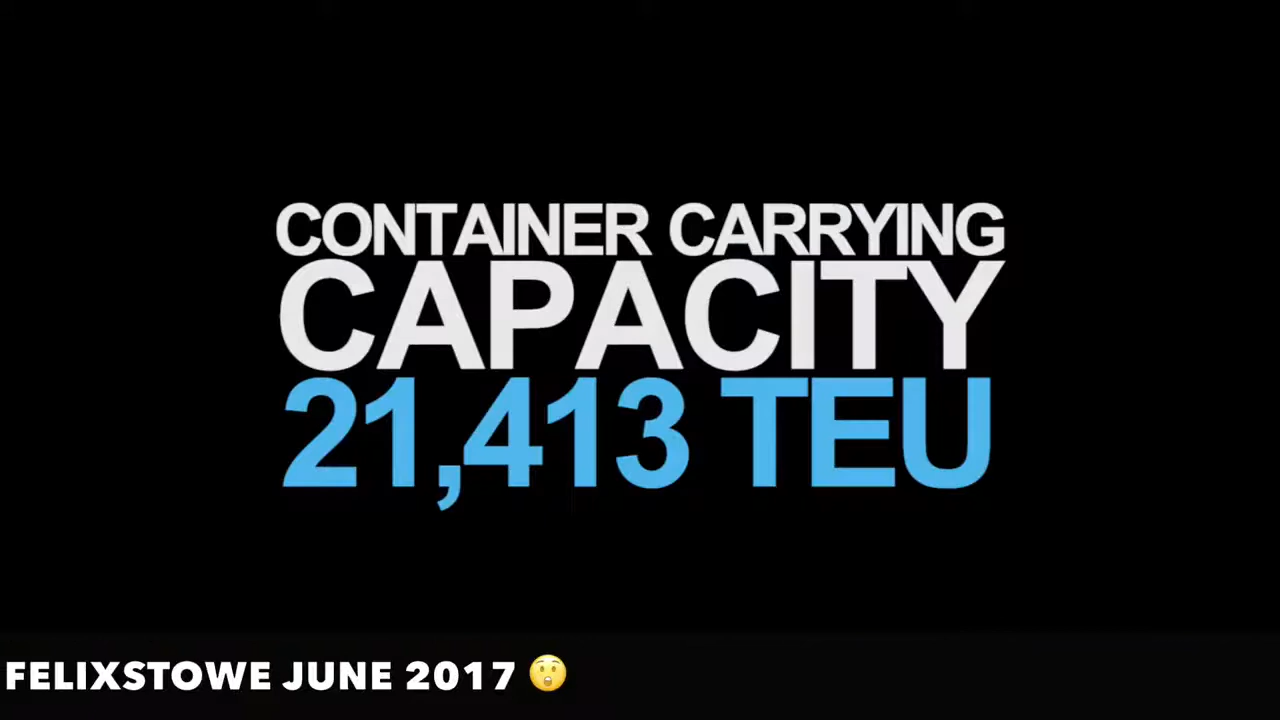 CONTAINER CARRYING
CAPACITY
21,413 TEU
FELIXSTOWE JUNE 2017 😲